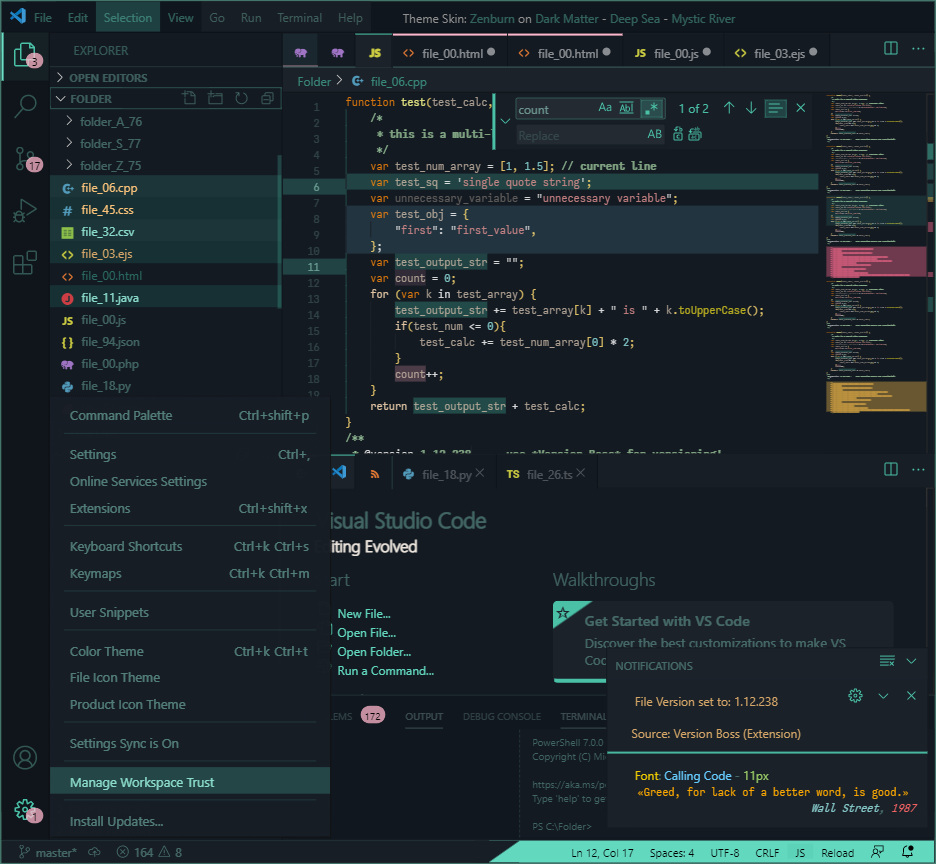 File Edit Selection View Go Run Terminal Help
Theme Skin: Zenburn on Dark Matter - Deep Sea - Mystic River
3
EXPLORER
JS
<> file_00.html
<> file_00.html
JS file_00.js
<> file_03.ejs
OPEN EDITORS
FOLDER
folder_A_76
folder_S_77
folder_Z_75
17
file_06.cpp
# file_45.css
file_32.csv
<> file_03.ejs
<> file_00.html
file_11.java
JS file_00.js
{} file_94.json
file_00.php
file_18.py
Folder > file_06.cpp
count Aa Abl .* 1 of 2
Replace AB
1 function test(test_calc,
2 /*
3 * this is a multi-
4 */
5 var test_num_array = [1, 1.5]; // current line
6 var test_sq = 'single quote string';
7 var unnecessary_variable = "unnecessary variable";
8 var test_obj = {
9 "first": "first_value",
10 };
11 var test_output_str = "";
12 var count = 0;
13 for (var k in test_array) {
14 test_output_str += test_array[k] + " is " + k.toUpperCase();
15 if(test_num <= 0){
16 test_calc += test_num_array[0] * 2;
17 }
18 count++;
19 }
return test_output_str + test_calc;
}
/**
Command Palette Ctrl+shift+p
Settings Ctrl+,
Online Services Settings
Extensions Ctrl+shift+x
Keyboard Shortcuts Ctrl+k Ctrl+s
Keymaps Ctrl+k Ctrl+m
User Snippets
Color Theme Ctrl+k Ctrl+t
File Icon Theme
Product Icon Theme
Settings Sync is On
Manage Workspace Trust
Install Updates...
1
file_18.py
TS file_26.ts
isual Studio Code
iting Evolved
art
New File...
Open File...
Open Folder...
Run a Command...
Walkthroughs
Get Started with VS Code
Discover the best customizations to make VS
LEMS 172 OUTPUT DEBUG CONSOLE TERMINAL
PowerShell 7.0.0
Copyright (C) Mi
https://aka.ms/p
Type 'help' to ge
PS C:\Folder>
NOTIFICATIONS
File Version set to: 1.12.238
Source: Version Boss (Extension)
Font: Calling Code - 11px
«Greed, for lack of a better word, is good.»
Wall Street, 1987
master* 164 8
Ln 12, Col 17 Spaces: 4 UTF-8 CRLF JS Reload